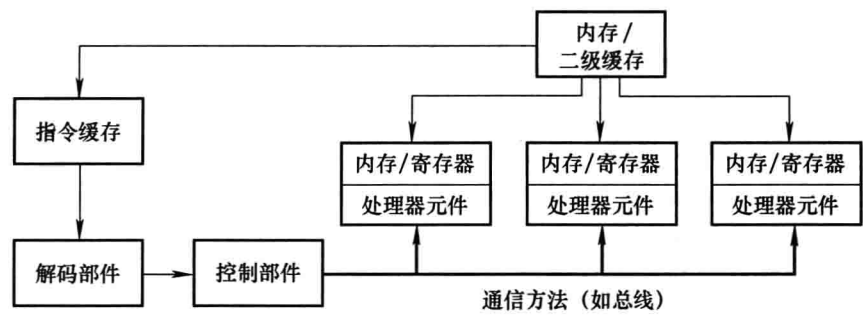 内存/
二级缓存
指令缓存
内存/寄存器
处理器元件
内存/寄存器
处理器元件
内存/寄存器
处理器元件
解码部件
控制部件
通信方法（如总线）